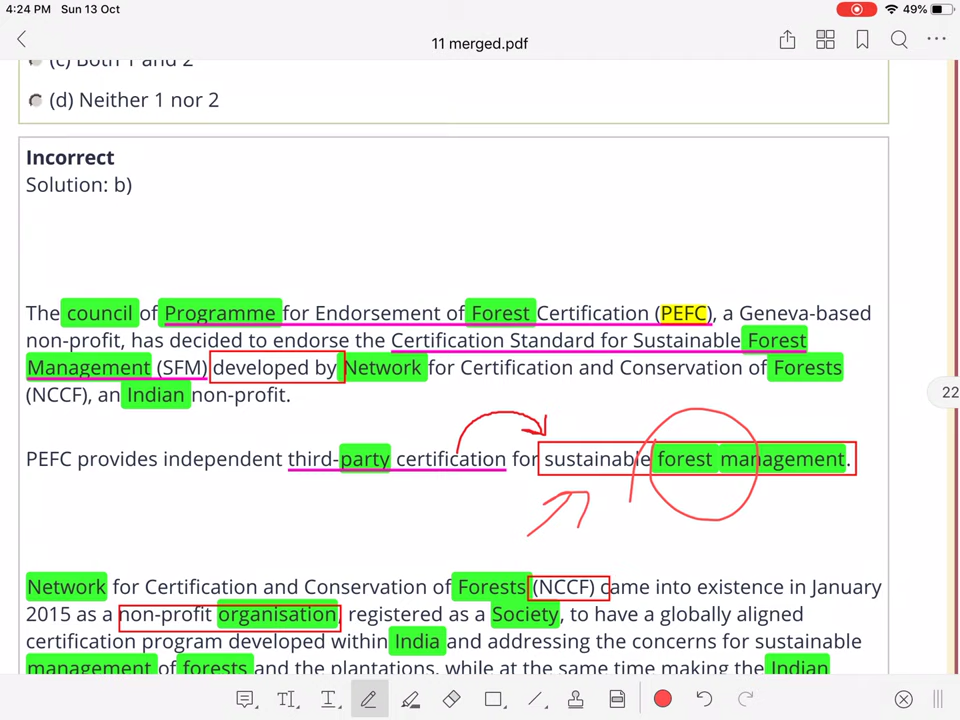 4:24 PM Sun 13 Oct
49%
11 merged.pdf
(c) Both 1 and 2
(d) Neither 1 nor 2
Incorrect
Solution: b)
The council of Programme for Endorsement of Forest Certification (PEFC), a Geneva-based
non-profit, has decided to endorse the Certification Standard for Sustainable Forest
Management (SFM) developed by Network for Certification and Conservation of Forests
(NCCF), an Indian non-profit.
22
PEFC provides independent third-party certification for sustainable forest management.
Network for Certification and Conservation of Forests (NCCF) came into existence in January
2015 as a non-profit organisation, registered as a Society, to have a globally aligned
certification program developed within India and addressing the concerns for sustainable
management of forests and the plantations, while at the same time making the Indian